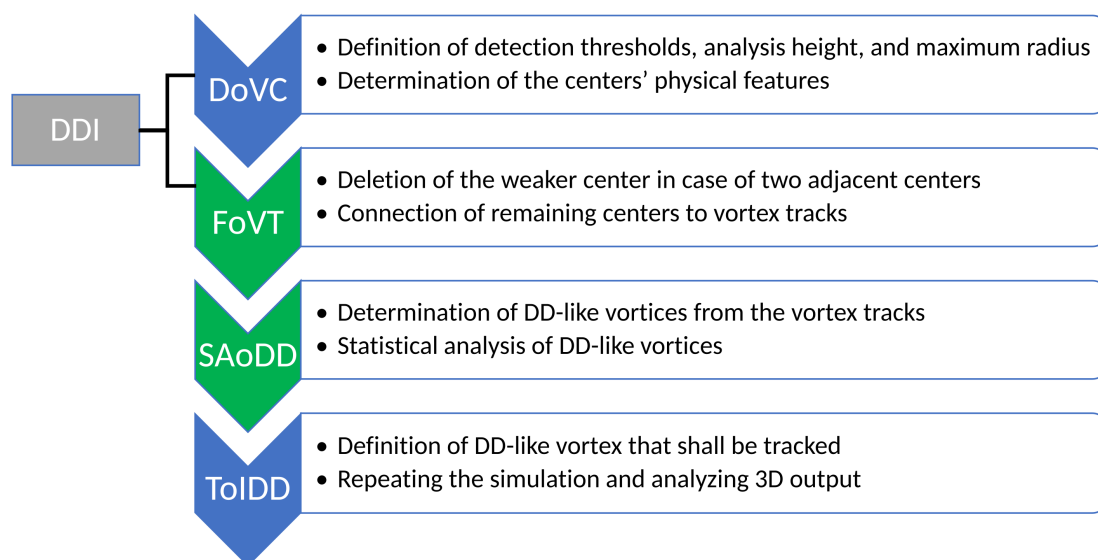 DDI
DoVC
• Definition of detection thresholds, analysis height, and maximum radius
• Determination of the centers’ physical features
FoVT
• Deletion of the weaker center in case of two adjacent centers
• Connection of remaining centers to vortex tracks
SAoDD
• Determination of DD-like vortices from the vortex tracks
• Statistical analysis of DD-like vortices
ToIDD
• Definition of DD-like vortex that shall be tracked
• Repeating the simulation and analyzing 3D output